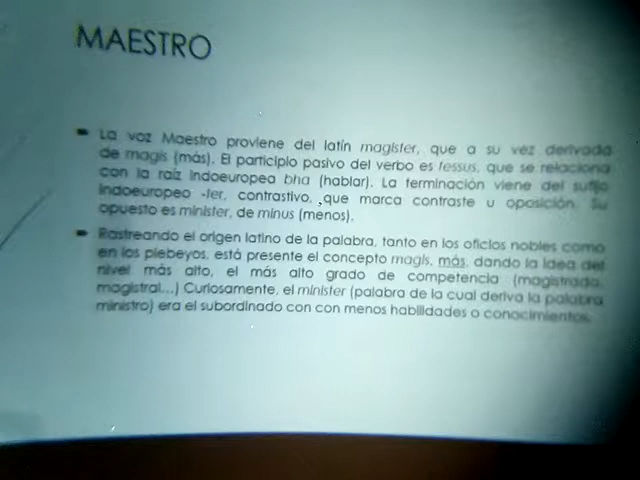 MAESTRO
La voz Maestro proviene del latín magister, que a su vez derivada
de magis (más). El participio pasivo del verbo es fessus, que se relaciona
con la raíz indoeuropea bha (hablar). La terminación viene del sufijo
indoeuropeo -ter, contrastivo, que marca contraste u oposición. Su
opuesto es minister, de minus (menos).
Rastreando el origen latino de la palabra, tanto en los oficios nobles como
en los plebeyos, está presente el concepto magis, más, dando la idea del
nivel más alto, el más alto grado de competencia (magistrado,
magistral...) Curiosamente, el minister (palabra de la cual deriva la palabra
ministro) era el subordinado con con menos habilidades o conocimientos.